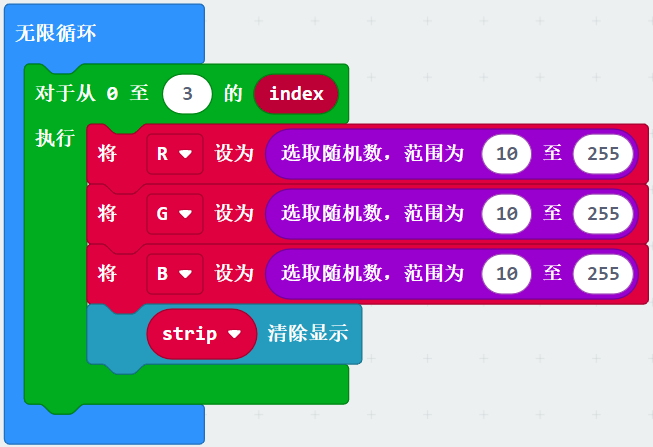 无限循环
对于从 0 至 3 的 index
执行 将 R 设为 选取随机数，范围为 10 至 255
将 G 设为 选取随机数，范围为 10 至 255
将 B 设为 选取随机数，范围为 10 至 255
strip 清除显示